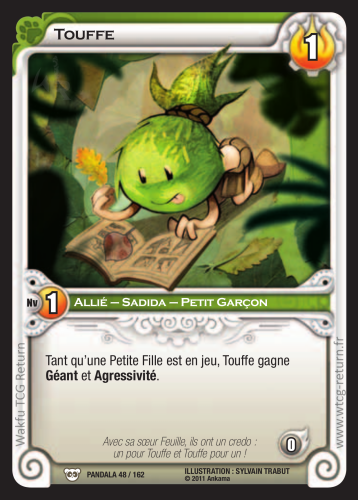 Touffe
1
Nv 1 Allié – Sadida – Petit Garçon
Tant qu'une Petite Fille est en jeu, Touffe gagne
Géant et Agressivité.
Avec sa sœur Feuille, ils ont un credo :
un pour Touffe et Touffe pour un !
0
Wakfu TCG Return
www.wtcg-return.fr
PANDALA 48 / 162
ILLUSTRATION : SYLVAIN TRABUT
© 2011 Ankama